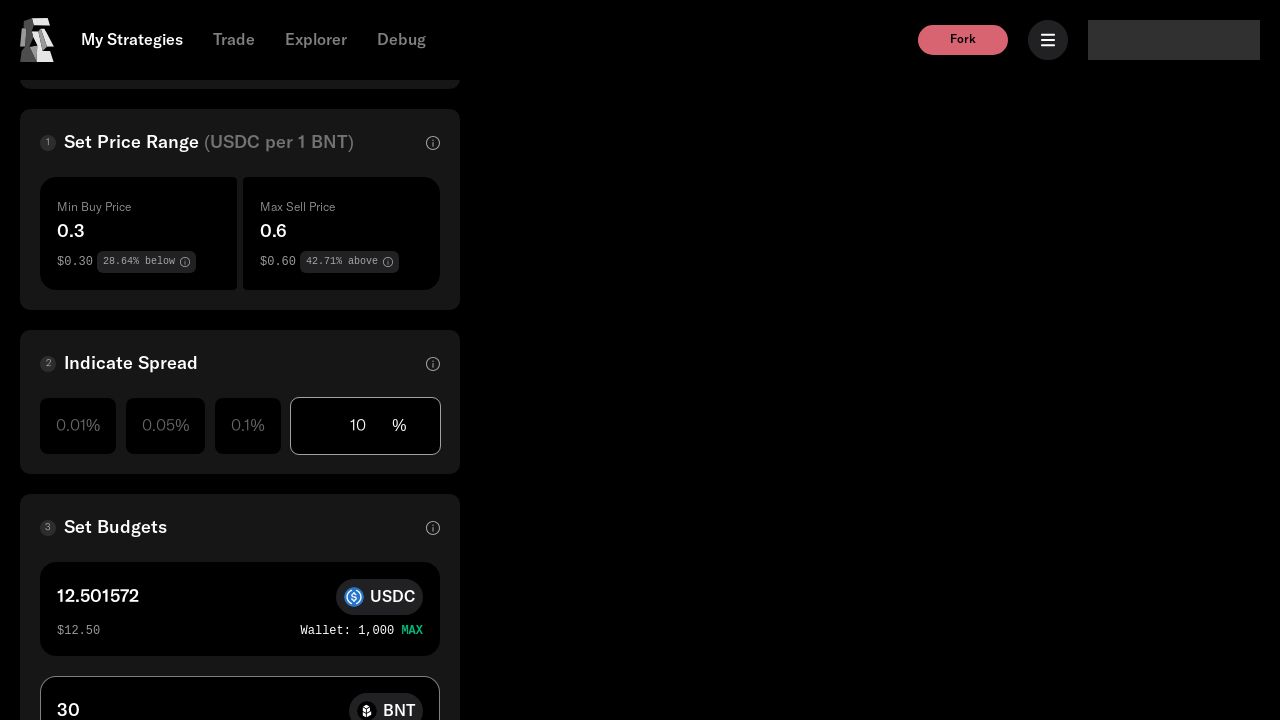 My Strategies Trade Explorer Debug Fork
1 Set Price Range (USDC per 1 BNT)
Min Buy Price Max Sell Price
0.3 0.6
$0.30 28.64% below $0.60 42.71% above
2 Indicate Spread
0.01% 0.05% 0.1% 10 %
3 Set Budgets
12.501572 USDC
$12.50 Wallet: 1,000 MAX
30 BNT